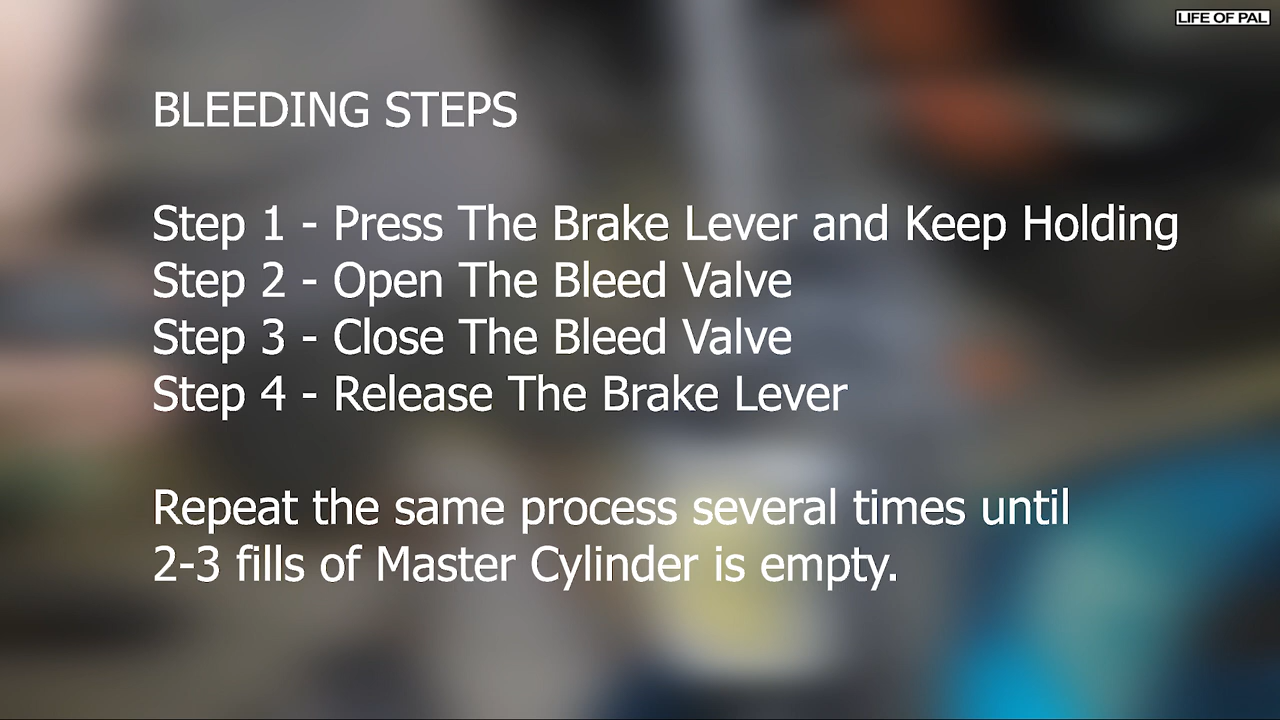 LIFE OF PAL
BLEEDING STEPS
Step 1 - Press The Brake Lever and Keep Holding
Step 2 - Open The Bleed Valve
Step 3 - Close The Bleed Valve
Step 4 - Release The Brake Lever
Repeat the same process several times until
2-3 fills of Master Cylinder is empty.